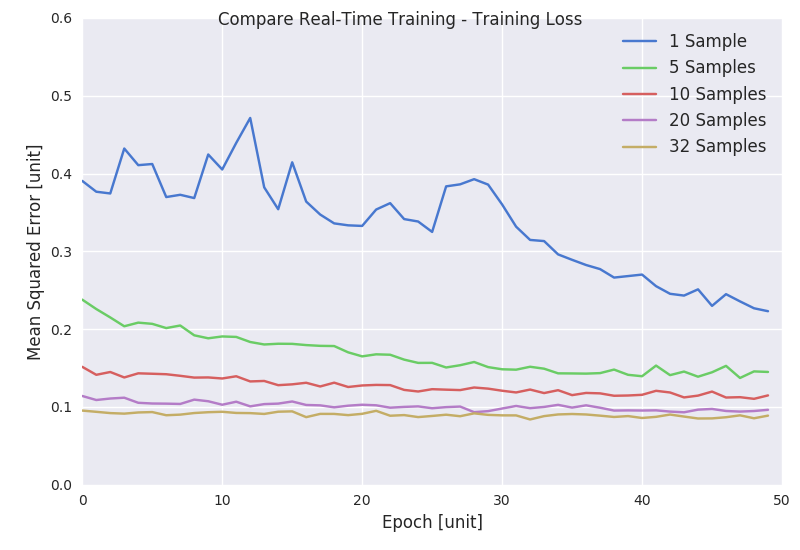 Compare Real-Time Training - Training Loss
1 Sample
5 Samples
10 Samples
20 Samples
32 Samples
Mean Squared Error [unit]
0.6
0.5
0.4
0.3
0.2
0.1
0.0
0 10 20 30 40 50
Epoch [unit]